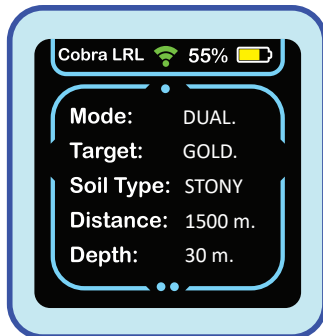 Cobra LRL 55%
Mode: DUAL.
Target: GOLD.
Soil Type: STONY
Distance: 1500 m.
Depth: 30 m.